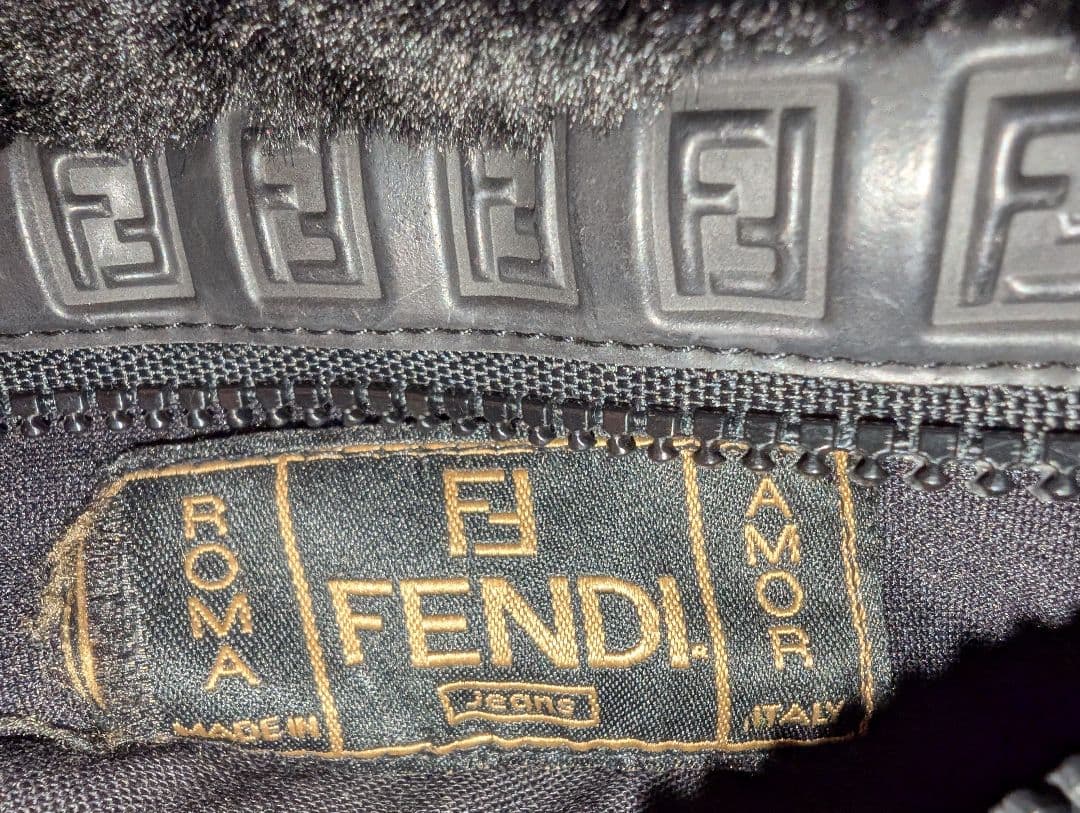 ROMA
MADE IN
FF
FENDI.
Jeans
AMOR
ITALY